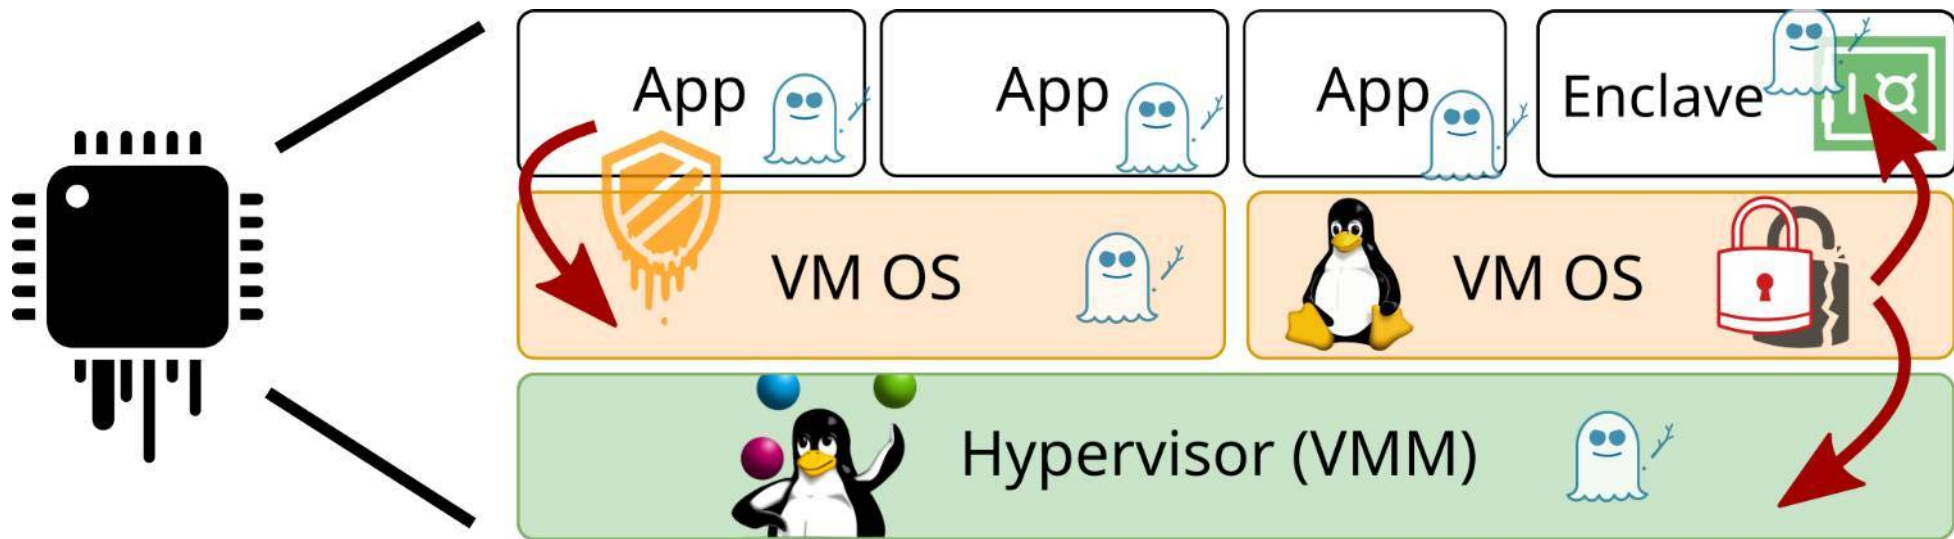 App
App
App
Enclave
VM OS
VM OS
Hypervisor (VMM)